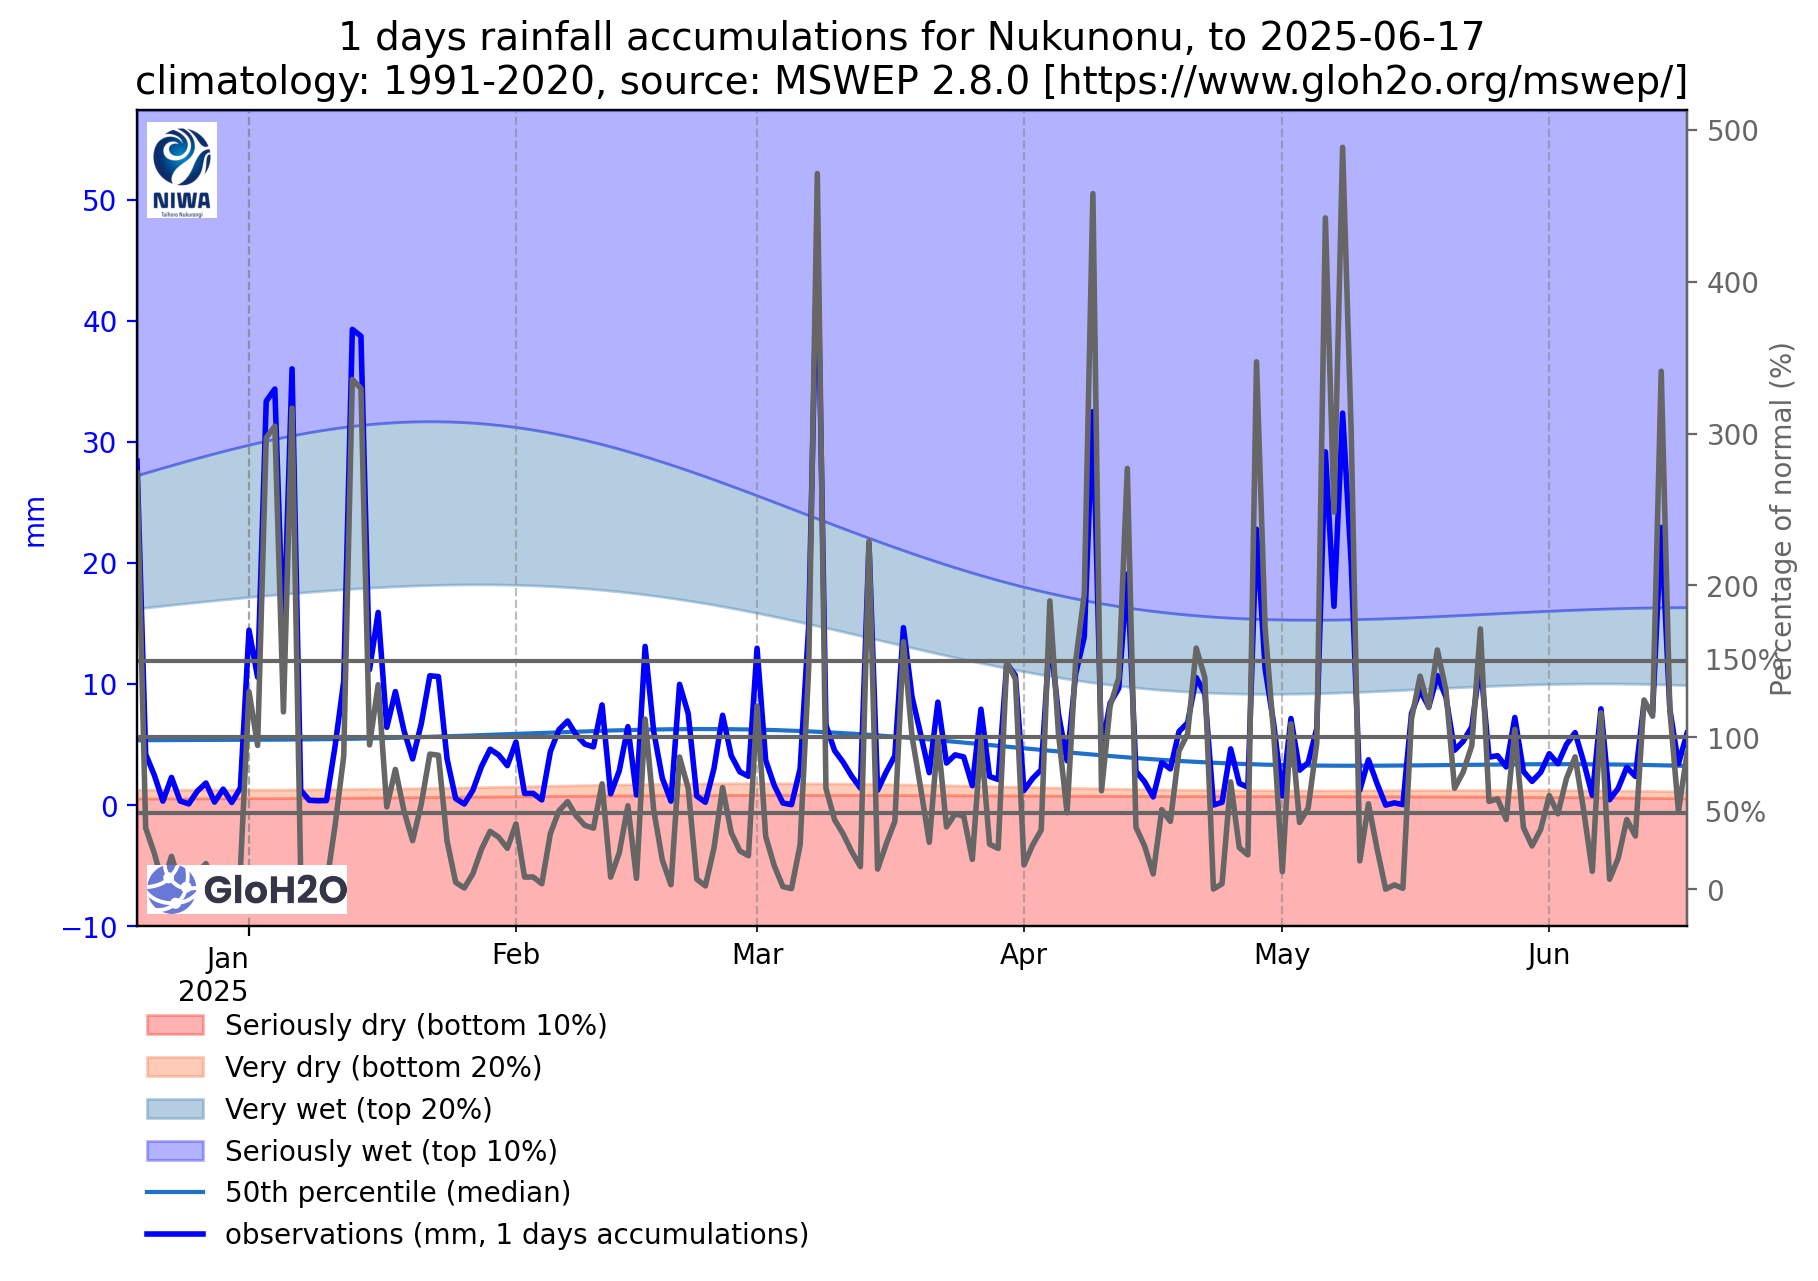 1 days rainfall accumulations for Nukunonu, to 2025-06-17
climatology: 1991-2020, source: MSWEP 2.8.0 [https://www.gloh2o.org/mswep/]
NIWA
Taihoro Nukurangi
50
40
30
20
10
0
−10
mm
500
400
300
200
150%
100
50%
0
Percentage of normal (%)
GloH2O
Jan
2025
Feb
Mar
Apr
May
Jun
Seriously dry (bottom 10%)
Very dry (bottom 20%)
Very wet (top 20%)
Seriously wet (top 10%)
50th percentile (median)
observations (mm, 1 days accumulations)